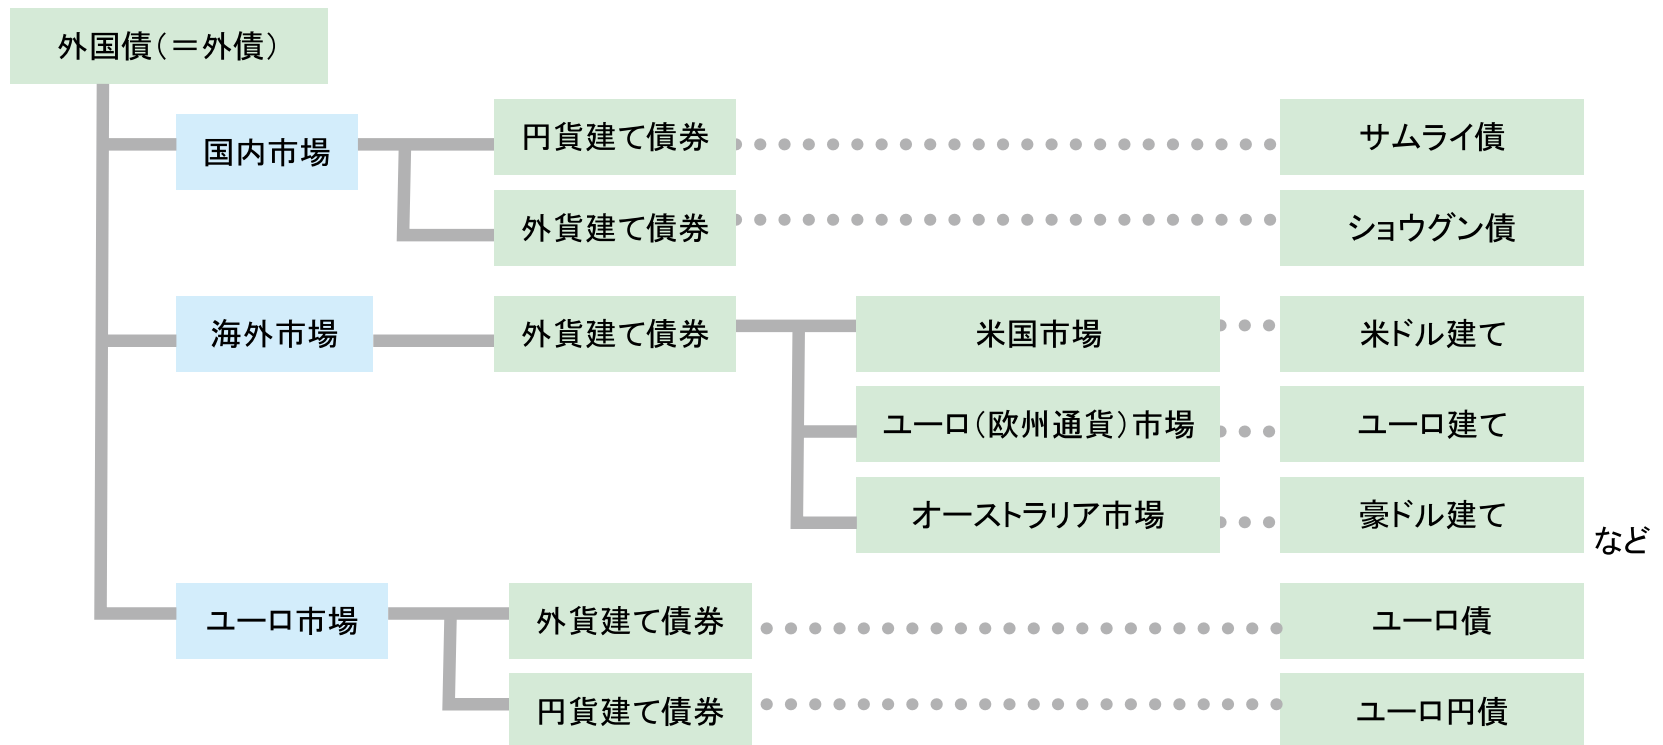 外国債（＝外債）
国内市場
円貨建て債券
サムライ債
外貨建て債券
ショウグン債
海外市場
外貨建て債券
米国市場
米ドル建て
ユーロ（欧州通貨）市場
ユーロ建て
オーストラリア市場
豪ドル建て
など
ユーロ市場
外貨建て債券
ユーロ債
円貨建て債券
ユーロ円債